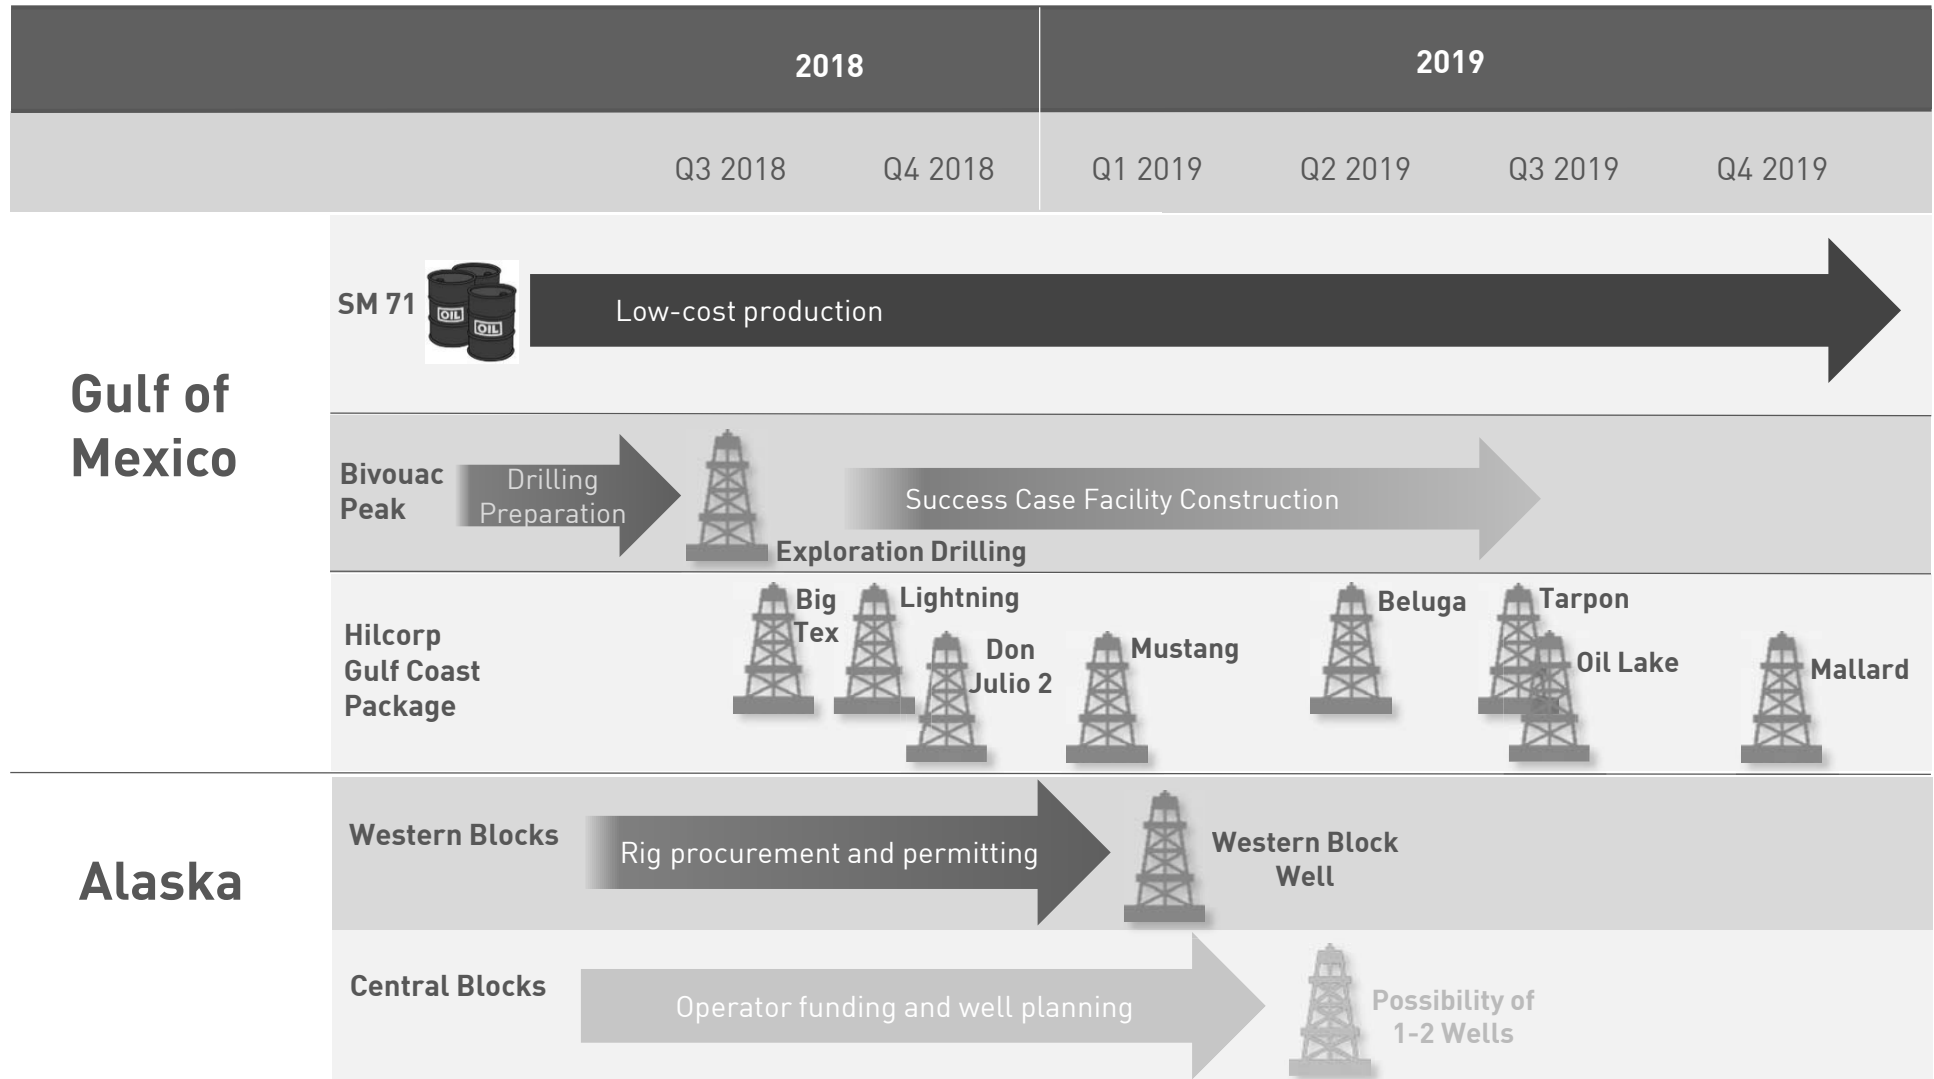 2018
2019
Q3 2018
Q4 2018
Q1 2019
Q2 2019
Q3 2019
Q4 2019
Gulf of
Mexico
SM 71
OIL
OIL
Low-cost production
Bivouac
Peak
Drilling
Preparation
Exploration Drilling
Success Case Facility Construction
Hilcorp
Gulf Coast
Package
Big
Tex
Lightning
Don
Julio 2
Mustang
Beluga
Tarpon
Oil Lake
Mallard
Alaska
Western Blocks
Rig procurement and permitting
Western Block
Well
Central Blocks
Operator funding and well planning
Possibility of
1-2 Wells